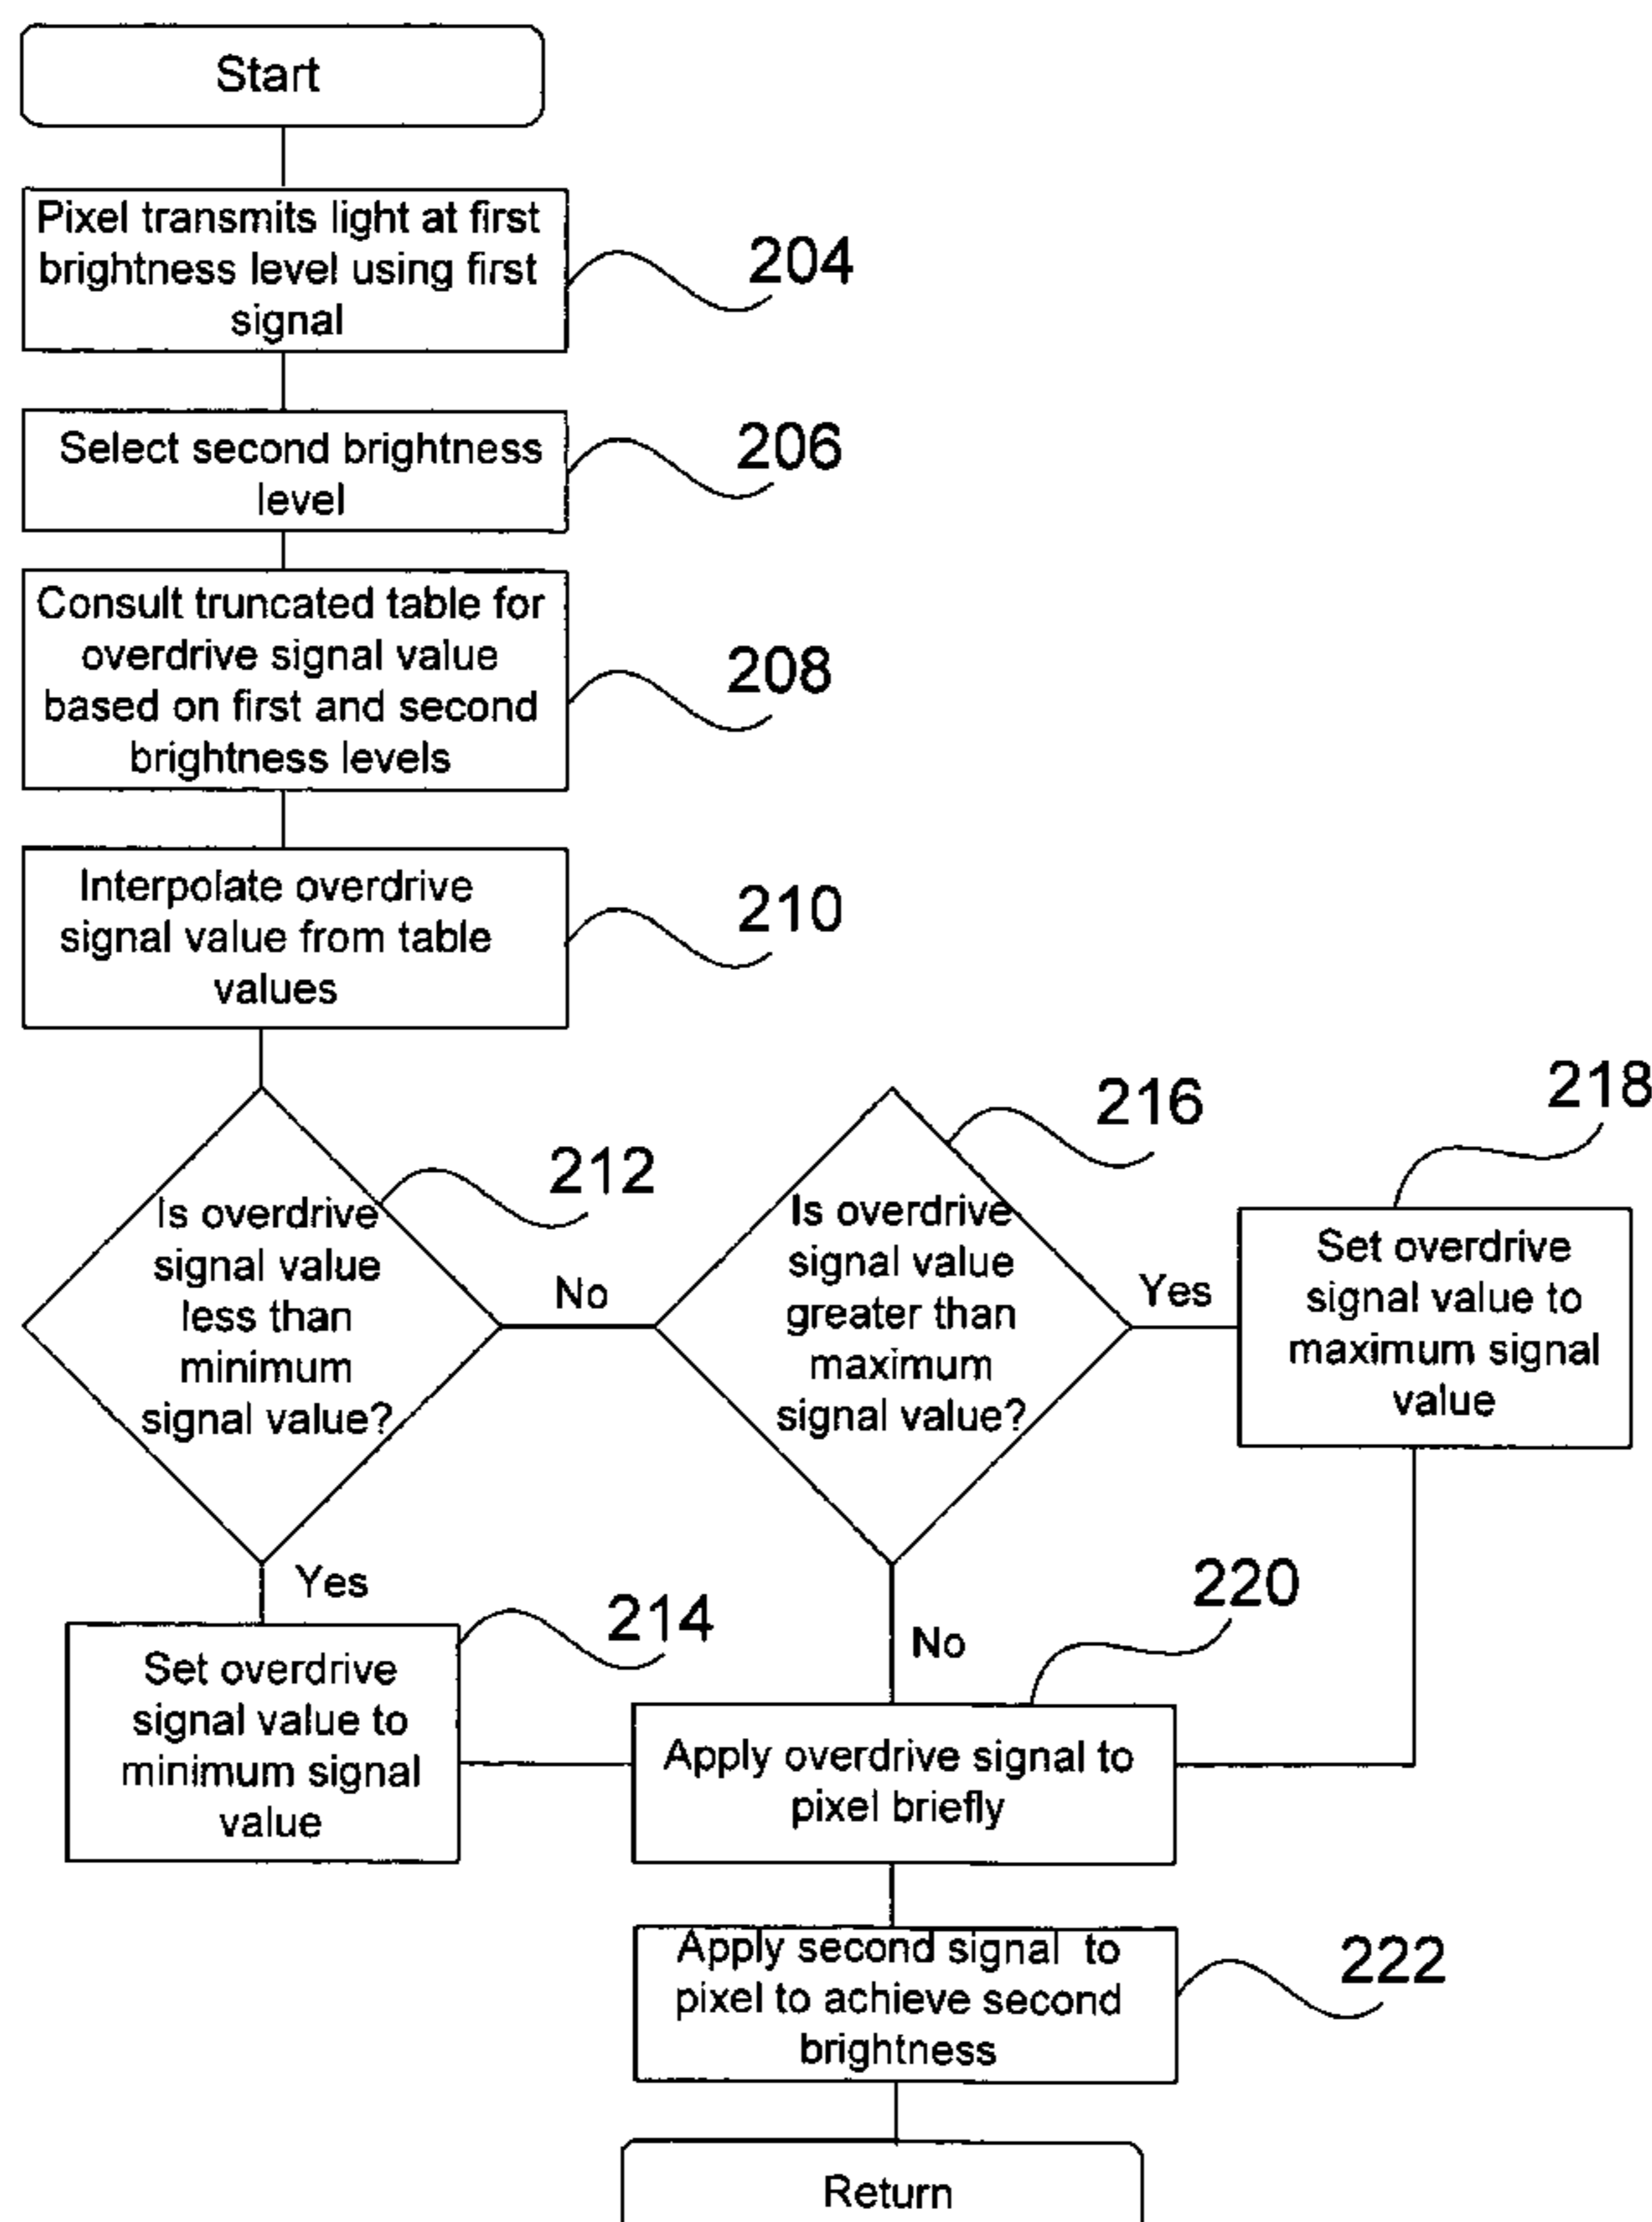 Start
Pixel transmits light at first
brightness level using first
signal
204
Select second brightness
level
206
Consult truncated table for
overdrive signal value
based on first and second
brightness levels
208
Interpolate overdrive
signal value from table
values
210
Is overdrive
signal value
less than
minimum
signal value?
212
No
Yes
Is overdrive
signal value
greater than
maximum
signal value?
216
Yes
No
Set overdrive
signal value to
maximum signal
value
218
Set overdrive
signal value to
minimum signal
value
214
Apply overdrive signal to
pixel briefly
220
Apply second signal to
pixel to achieve second
brightness
222
Return